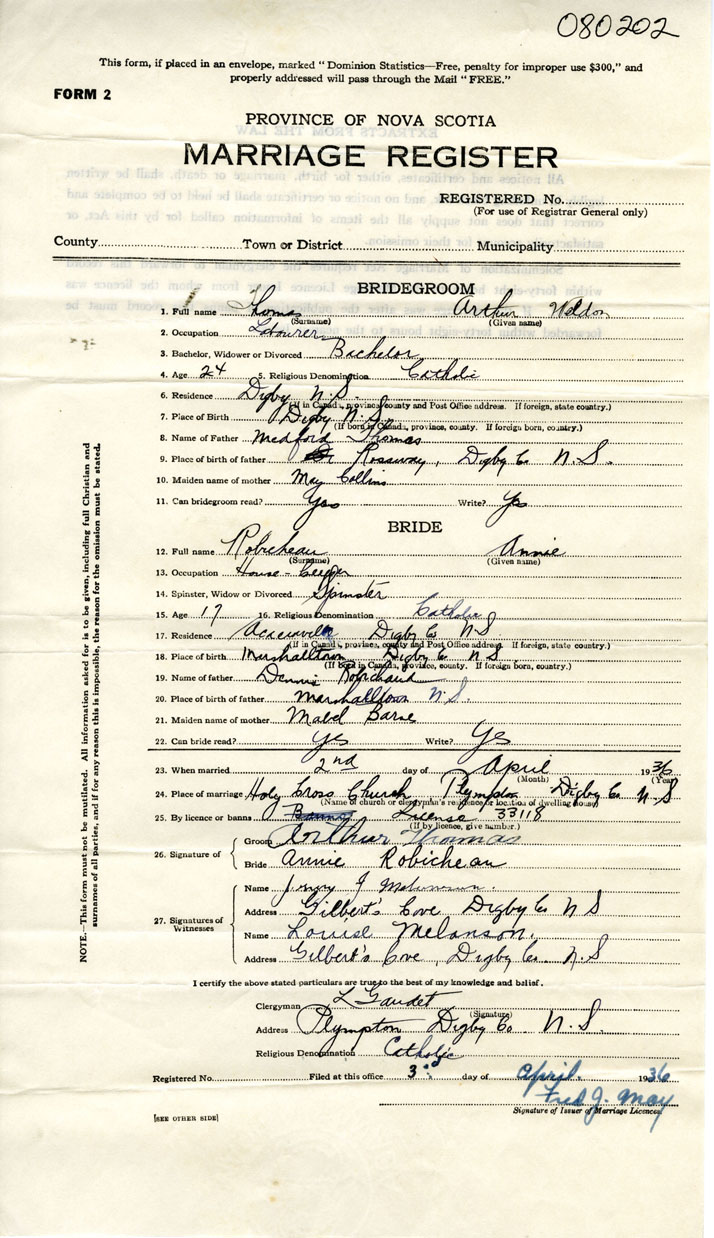 080202
This form, if placed in an envelope, marked "Dominion Statistics—Free, penalty for improper use $300," and
properly addressed will pass through the Mail "FREE."
FORM 2
PROVINCE OF NOVA SCOTIA
EXTRACTS FROM THE LAW
MARRIAGE REGISTER
REGISTERED No.
(For use of Registrar General only)
County Town or District Municipality
BRIDEGROOM
1. Full name Thomas Arthur Weldon
(Surname) (Given name)
2. Occupation Labourer
3. Bachelor, Widower or Divorced Bachelor
4. Age 24 5. Religious Denomination Catholic
6. Residence Digby N.S.
(If in Canada, province, county and Post Office address. If foreign, state country.)
7. Place of Birth Digby N.S.
(If born in Canada, province, county. If foreign born, country.)
8. Name of Father Medford Thomas
9. Place of birth of father Rossway, Digby Co N.S.
10. Maiden name of mother May Collins
11. Can bridegroom read? Yes Write? Yes
BRIDE
12. Full name Robicheau Annie
(Surname) (Given name)
13. Occupation House-Keeper
14. Spinster, Widow or Divorced Spinster
15. Age 17 16. Religious Denomination Catholic
17. Residence Acaciaville Digby Co N S
(If in Canada, province, county and Post Office address. If foreign, state country.)
18. Place of birth Marshalltown Digby Co N S
(If born in Canada, province, county. If foreign born, country.)
19. Name of father Dennis Robichaud
20. Place of birth of father Marshalltown N.S.
21. Maiden name of mother Mabel Barne
22. Can bride read? yes Write? Yes
23. When married 2nd day of April 1936
(Month) (Year)
24. Place of marriage Holy Cross Church Plympton Digby Co N.S
(Name of church or clergyman's residence or location of dwelling house)
25. By licence or banns License 33118
(If by licence, give number.)
26. Signature of
Groom Arthur Thomas
Bride Annie Robicheau
27. Signatures of Witnesses
Name J
Address Gilbert's Cove Digby Co N S
Name Louise Melanson.
Address Gilbert's Cove, Digby Co. N.S
I certify the above stated particulars are true to the best of my knowledge and belief.
Clergyman L Gaudet
(Signature)
Address Plympton Digby Co N.S
Religious Denomination Catholic
Registered No. Filed at this office 3rd day of April. 1936
Fred J. May
Signature of Issuer of Marriage Licences
[SEE OTHER SIDE]
NOTE.—This form must not be mutilated. All information asked for is to be given, including full Christian and
surnames of all parties, and if for any reason this is impossible, the reason for the omission must be stated.